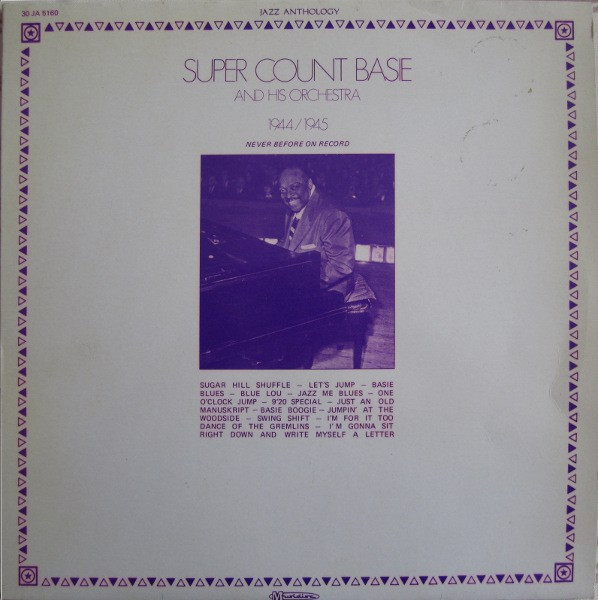 30 JA 5160
JAZZ ANTHOLOGY
SUPER COUNT BASIE
AND HIS ORCHESTRA
1944/1945
NEVER BEFORE ON RECORD
SUGAR HILL SHUFFLE – LET'S JUMP – BASIE
BLUES – BLUE LOU – JAZZ ME BLUES – ONE
O'CLOCK JUMP – 9'20 SPECIAL – JUST AN OLD
MANUSKRIPT – BASIE BOOGIE – JUMPIN' AT THE
WOODSIDE – SWING SHIFT – I'M FOR IT TOO
DANCE OF THE GREMLINS – I'M GONNA SIT
RIGHT DOWN AND WRITE MYSELF A LETTER
Musidisc